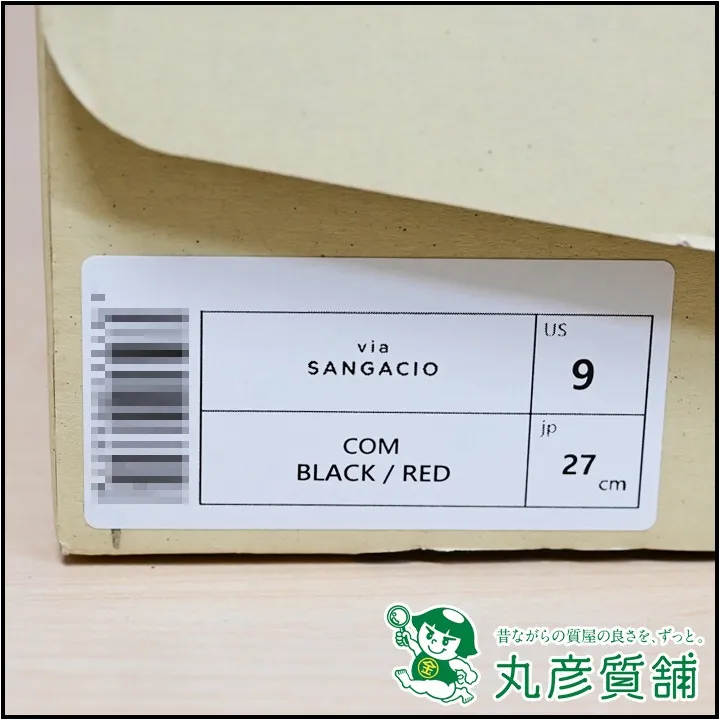 via
SANGACIO
US
9
COM
BLACK / RED
jp
27 cm
金
昔ながらの質屋の良さを、ずっと。
丸彦質舗